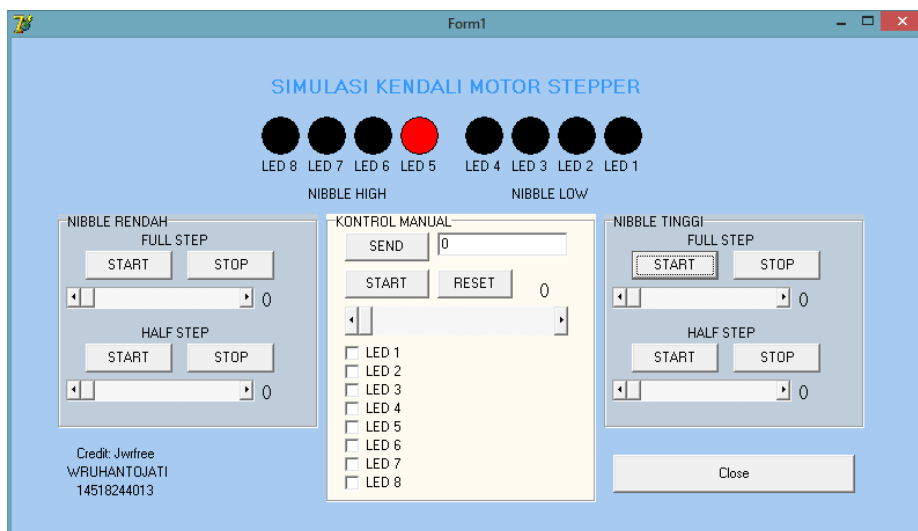 Form1
SIMULASI KENDALI MOTOR STEPPER
LED 8 LED 7 LED 6 LED 5 LED 4 LED 3 LED 2 LED 1
NIBBLE HIGH NIBBLE LOW
NIBBLE RENDAH
FULL STEP
START STOP
0
HALF STEP
START STOP
0
KONTROL MANUAL
SEND 0
START RESET 0
LED 1
LED 2
LED 3
LED 4
LED 5
LED 6
LED 7
LED 8
NIBBLE TINGGI
FULL STEP
START STOP
0
HALF STEP
START STOP
0
Credit: Jwrfree
WRUHANTOJATI
14518244013
Close